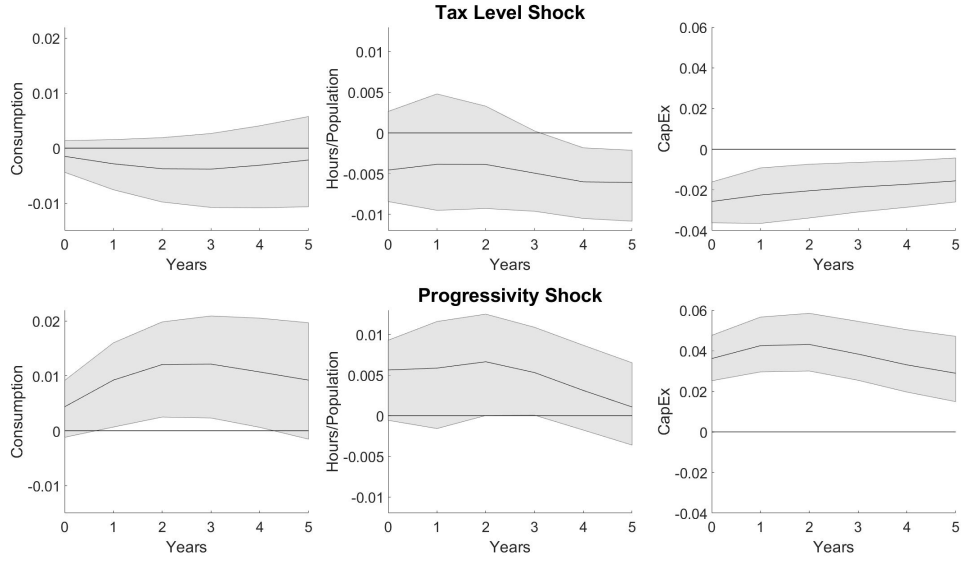 Tax Level Shock
Consumption
0.02
0.01
0
-0.01
0 1 2 3 4 5
Years
Hours/Population
0.01
0.005
0
-0.005
-0.01
0 1 2 3 4 5
Years
CapEx
0.06
0.04
0.02
0
-0.02
-0.04
0 1 2 3 4 5
Years
Progressivity Shock
Consumption
0.02
0.01
0
-0.01
0 1 2 3 4 5
Years
Hours/Population
0.01
0.005
0
-0.005
-0.01
0 1 2 3 4 5
Years
CapEx
0.06
0.04
0.02
0
-0.02
-0.04
0 1 2 3 4 5
Years